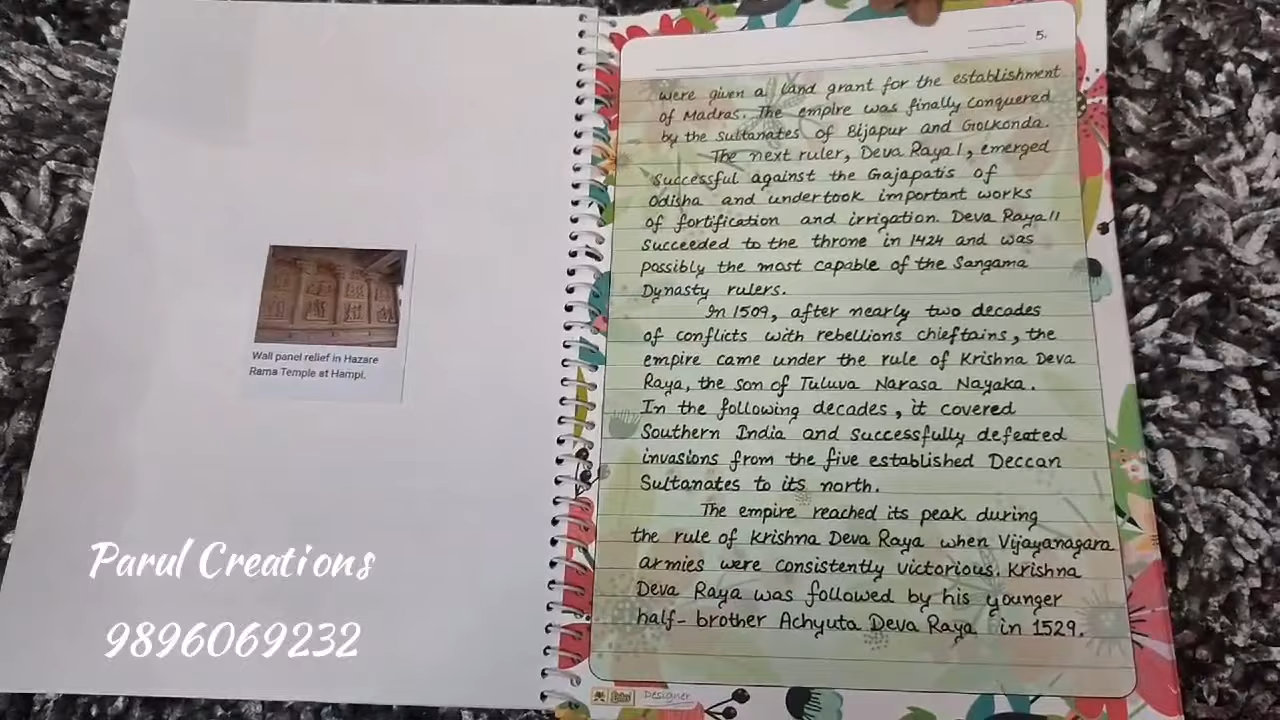 Wall panel relief in Hazare
Rama Temple at Hampi.
Parul Creations
9896069232
5.
were given a land grant for the establishment
of Madras. The empire was finally conquered
by the Sultanates of Bijapur and Golkonda.
The next ruler, Deva Raya I, emerged
successful against the Gajapatis of
Odisha and undertook important works
of fortification and irrigation. Deva Raya II
succeeded to the throne in 1424 and was
possibly the most capable of the Sangama
Dynasty rulers.
In 1509, after nearly two decades
of conflicts with rebellions chieftains, the
empire came under the rule of Krishna Deva
Raya, the son of Tuluva Narasa Nayaka.
In the following decades, it covered
Southern India and successfully defeated
invasions from the five established Deccan
Sultanates to its north.
The empire reached its peak during
the rule of Krishna Deva Raya when Vijayanagara
armies were consistently victorious. Krishna
Deva Raya was followed by his younger
half-brother Achyuta Deva Raya in 1529.
Designer